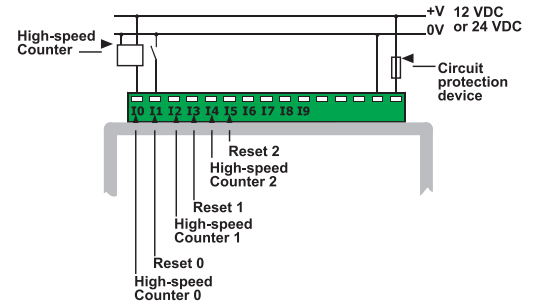 +V 12 VDC
0V or 24 VDC
High-speed
Counter
Circuit
protection
device
I0 I1 I2 I3 I4 I5 I6 I7 I8 I9
Reset 2
High-speed
Counter 2
Reset 1
High-speed
Counter 1
Reset 0
High-speed
Counter 0